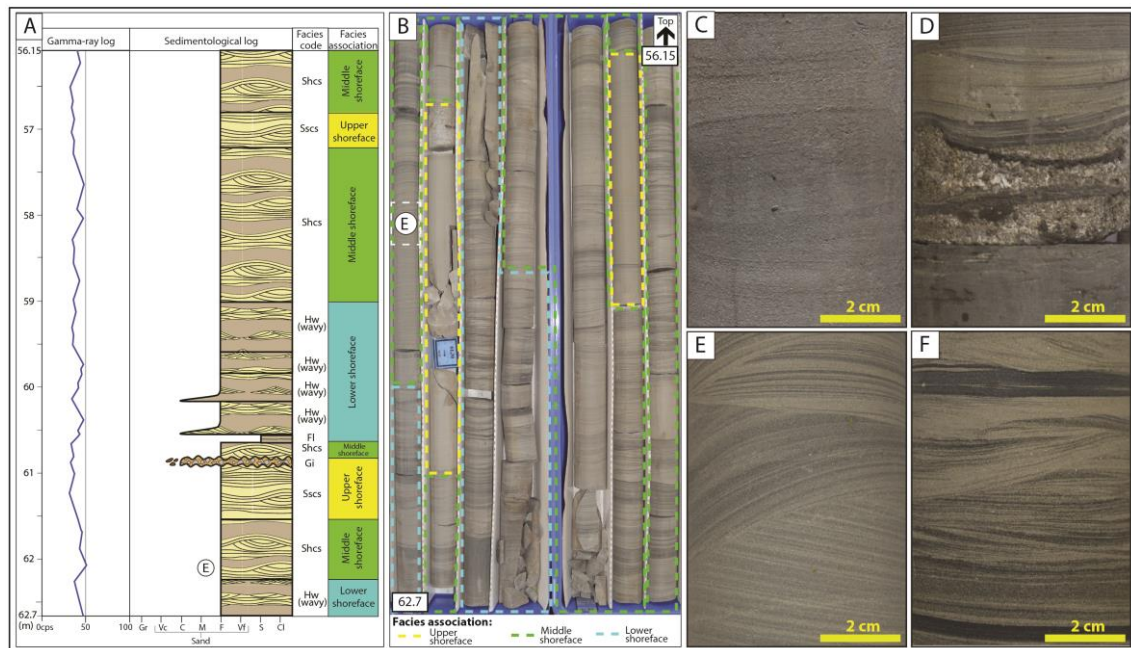 A
Gamma-ray log
Sedimentological log
Facies code
Facies association
56.15
57
58
59
60
61
62
62.7
(m)
0cps
50
100
Gr
Vc
C
M
F
Vf
S
Cl
Sand
Shcs
Sscs
Shcs
Hw (wavy)
Hw (wavy)
Hw (wavy)
Hw (wavy)
Fl
Shcs
Gi
Sscs
Shcs
Hw (wavy)
Middle shoreface
Upper shoreface
Middle shoreface
Lower shoreface
Middle shoreface
Upper shoreface
Middle shoreface
Lower shoreface
E
B
Top
56.15
E
62.7
Facies association:
Upper shoreface
Middle shoreface
Lower shoreface
C
2 cm
D
2 cm
E
2 cm
F
2 cm